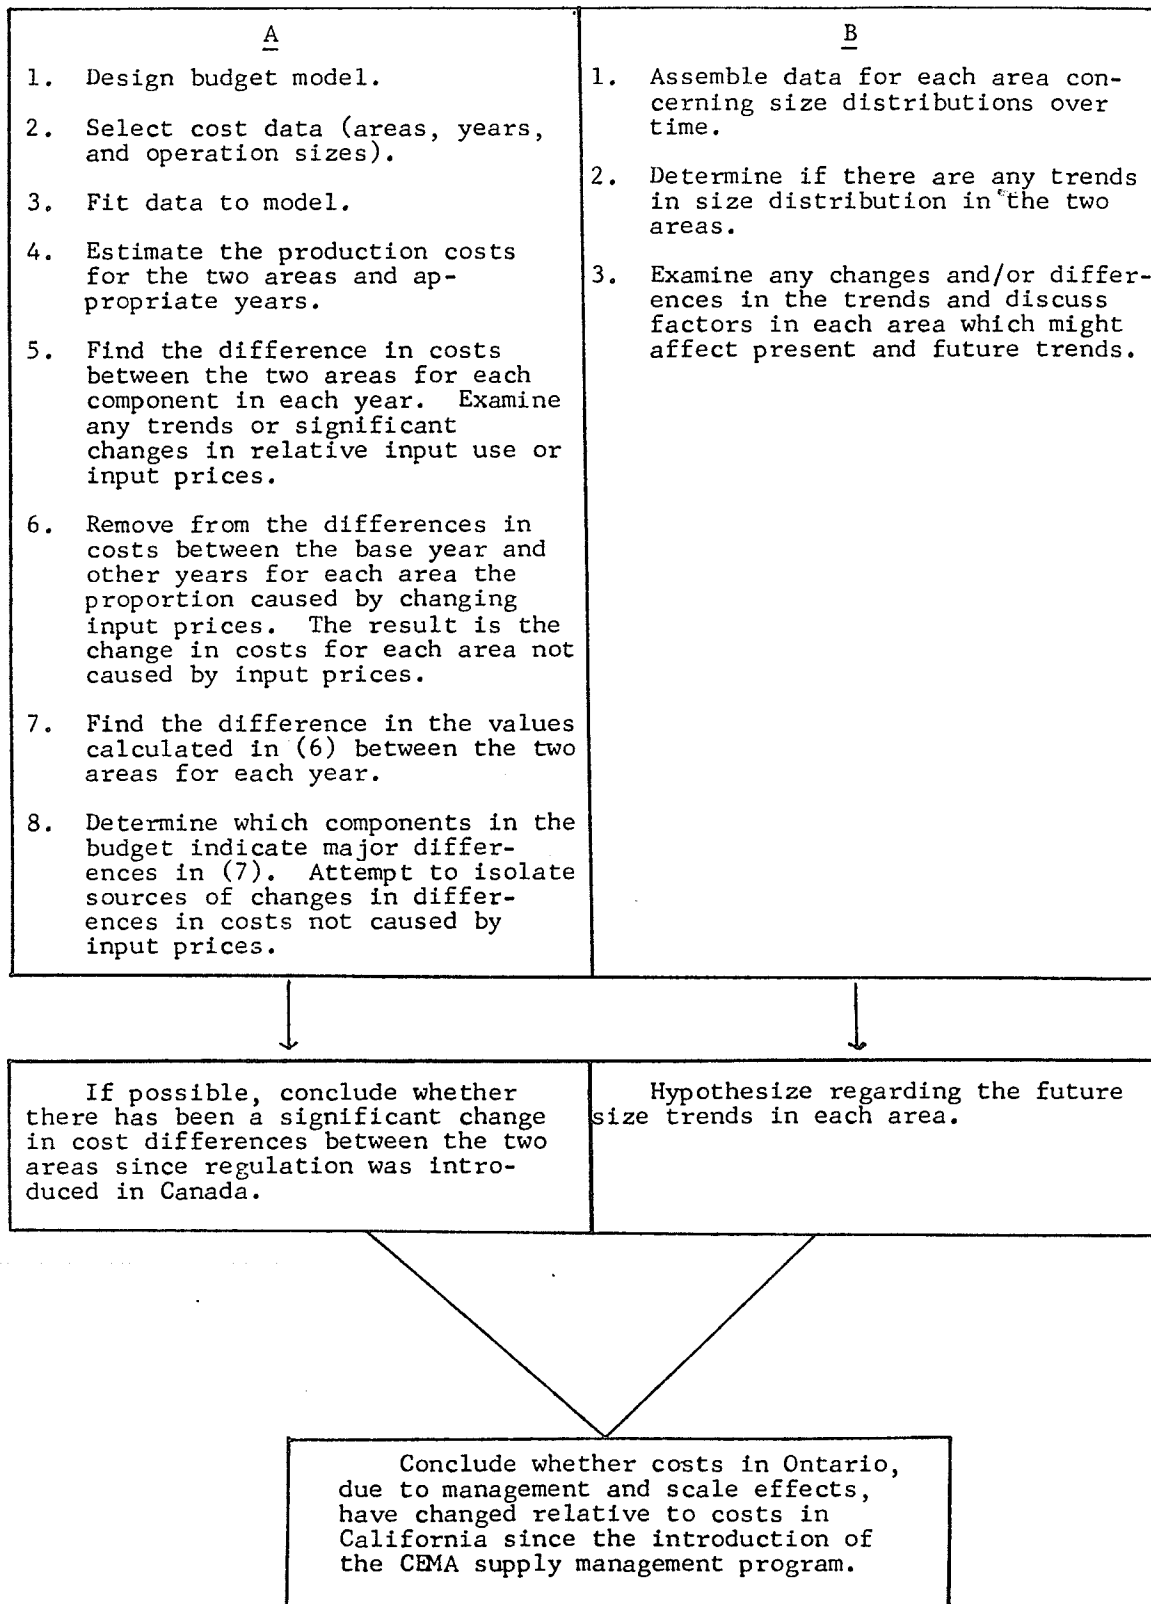 A
1. Design budget model.
2. Select cost data (areas, years,
and operation sizes).
3. Fit data to model.
4. Estimate the production costs
for the two areas and ap-
propriate years.
5. Find the difference in costs
between the two areas for each
component in each year. Examine
any trends or significant
changes in relative input use or
input prices.
6. Remove from the differences in
costs between the base year and
other years for each area the
proportion caused by changing
input prices. The result is the
change in costs for each area not
caused by input prices.
7. Find the difference in the values
calculated in (6) between the two
areas for each year.
8. Determine which components in the
budget indicate major differ-
ences in (7). Attempt to isolate
sources of changes in differ-
ences in costs not caused by
input prices.
B
1. Assemble data for each area con-
cerning size distributions over
time.
2. Determine if there are any trends
in size distribution in the two
areas.
3. Examine any changes and/or differ-
ences in the trends and discuss
factors in each area which might
affect present and future trends.
If possible, conclude whether
there has been a significant change
in cost differences between the two
areas since regulation was intro-
duced in Canada.
Hypothesize regarding the future
size trends in each area.
Conclude whether costs in Ontario,
due to management and scale effects,
have changed relative to costs in
California since the introduction of
the CEMA supply management program.